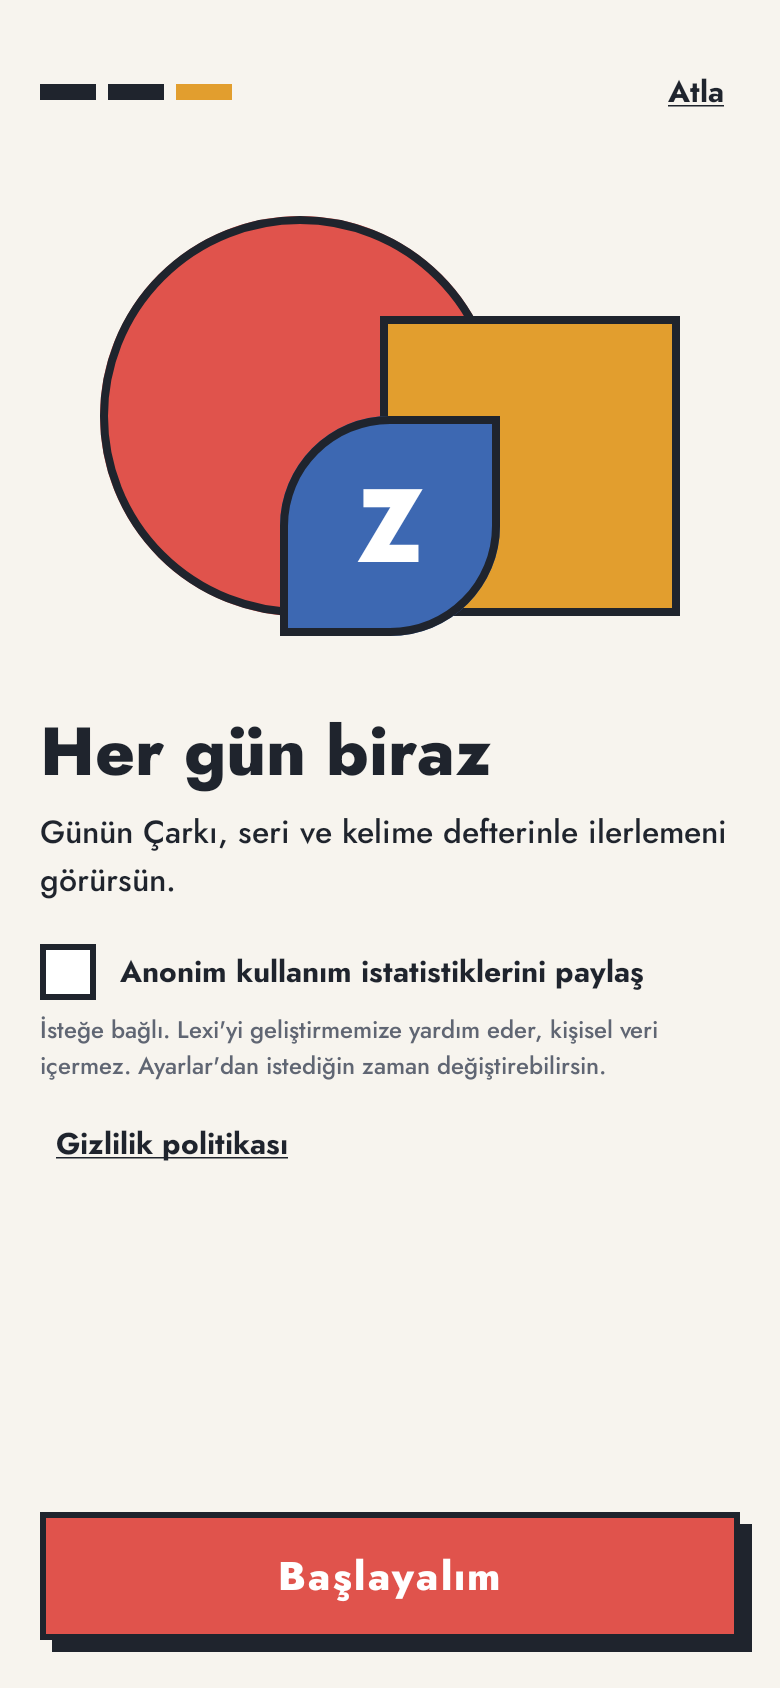 Atla
Z
Her gün biraz
Günün Çarkı, seri ve kelime defterinle ilerlemeni
görürsün.
Anonim kullanım istatistiklerini paylaş
İsteğe bağlı. Lexi'yi geliştirmemize yardım eder, kişisel veri
içermez. Ayarlar'dan istediğin zaman değiştirebilirsin.
Gizlilik politikası
Başlayalım